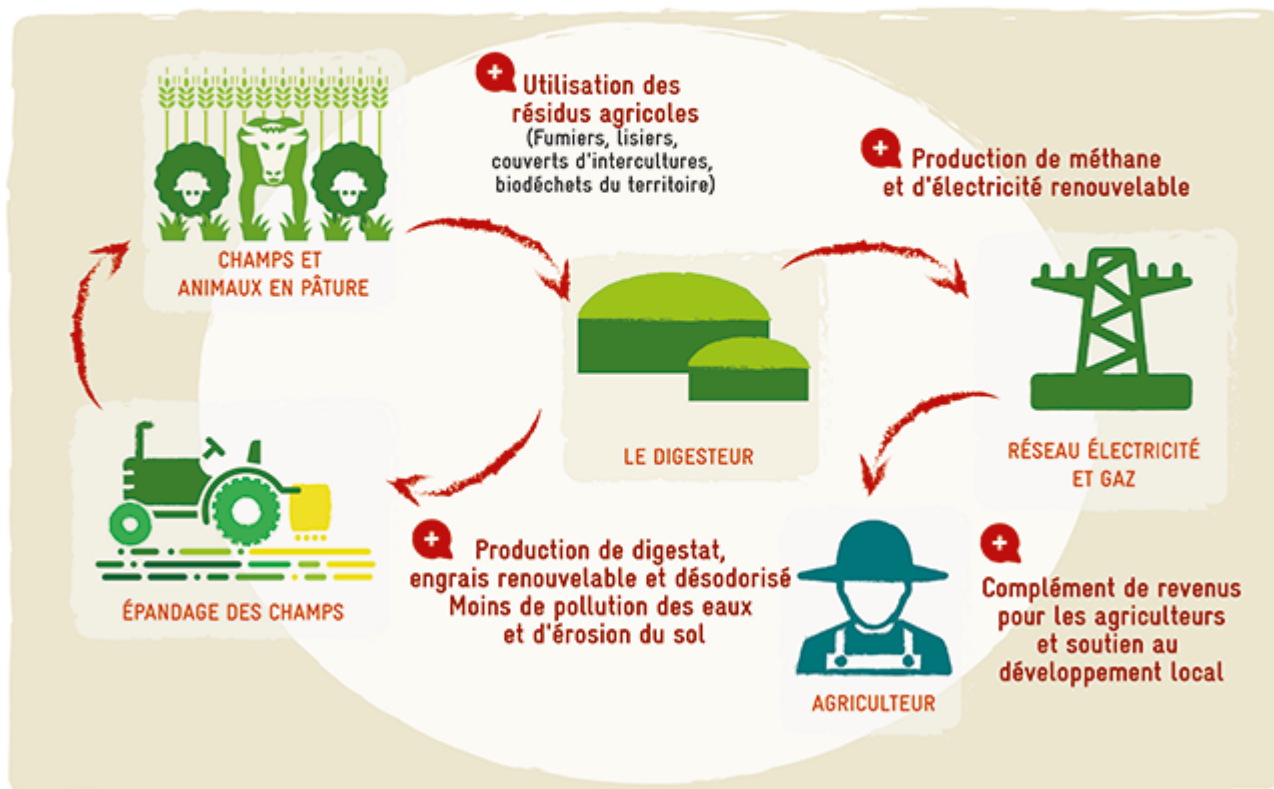 Utilisation des
résidus agricoles
(Fumiers, lisiers,
couverts d'intercultures,
biodéchets du territoire)
Production de méthane
et d'électricité renouvelable
CHAMPS ET
ANIMAUX EN PÂTURE
LE DIGESTEUR
RÉSEAU ÉLECTRICITÉ
ET GAZ
ÉPANDAGE DES CHAMPS
Production de digestat,
engrais renouvelable et désodorisé
Moins de pollution des eaux
et d'érosion du sol
AGRICULTEUR
Complément de revenus
pour les agriculteurs
et soutien au
développement local